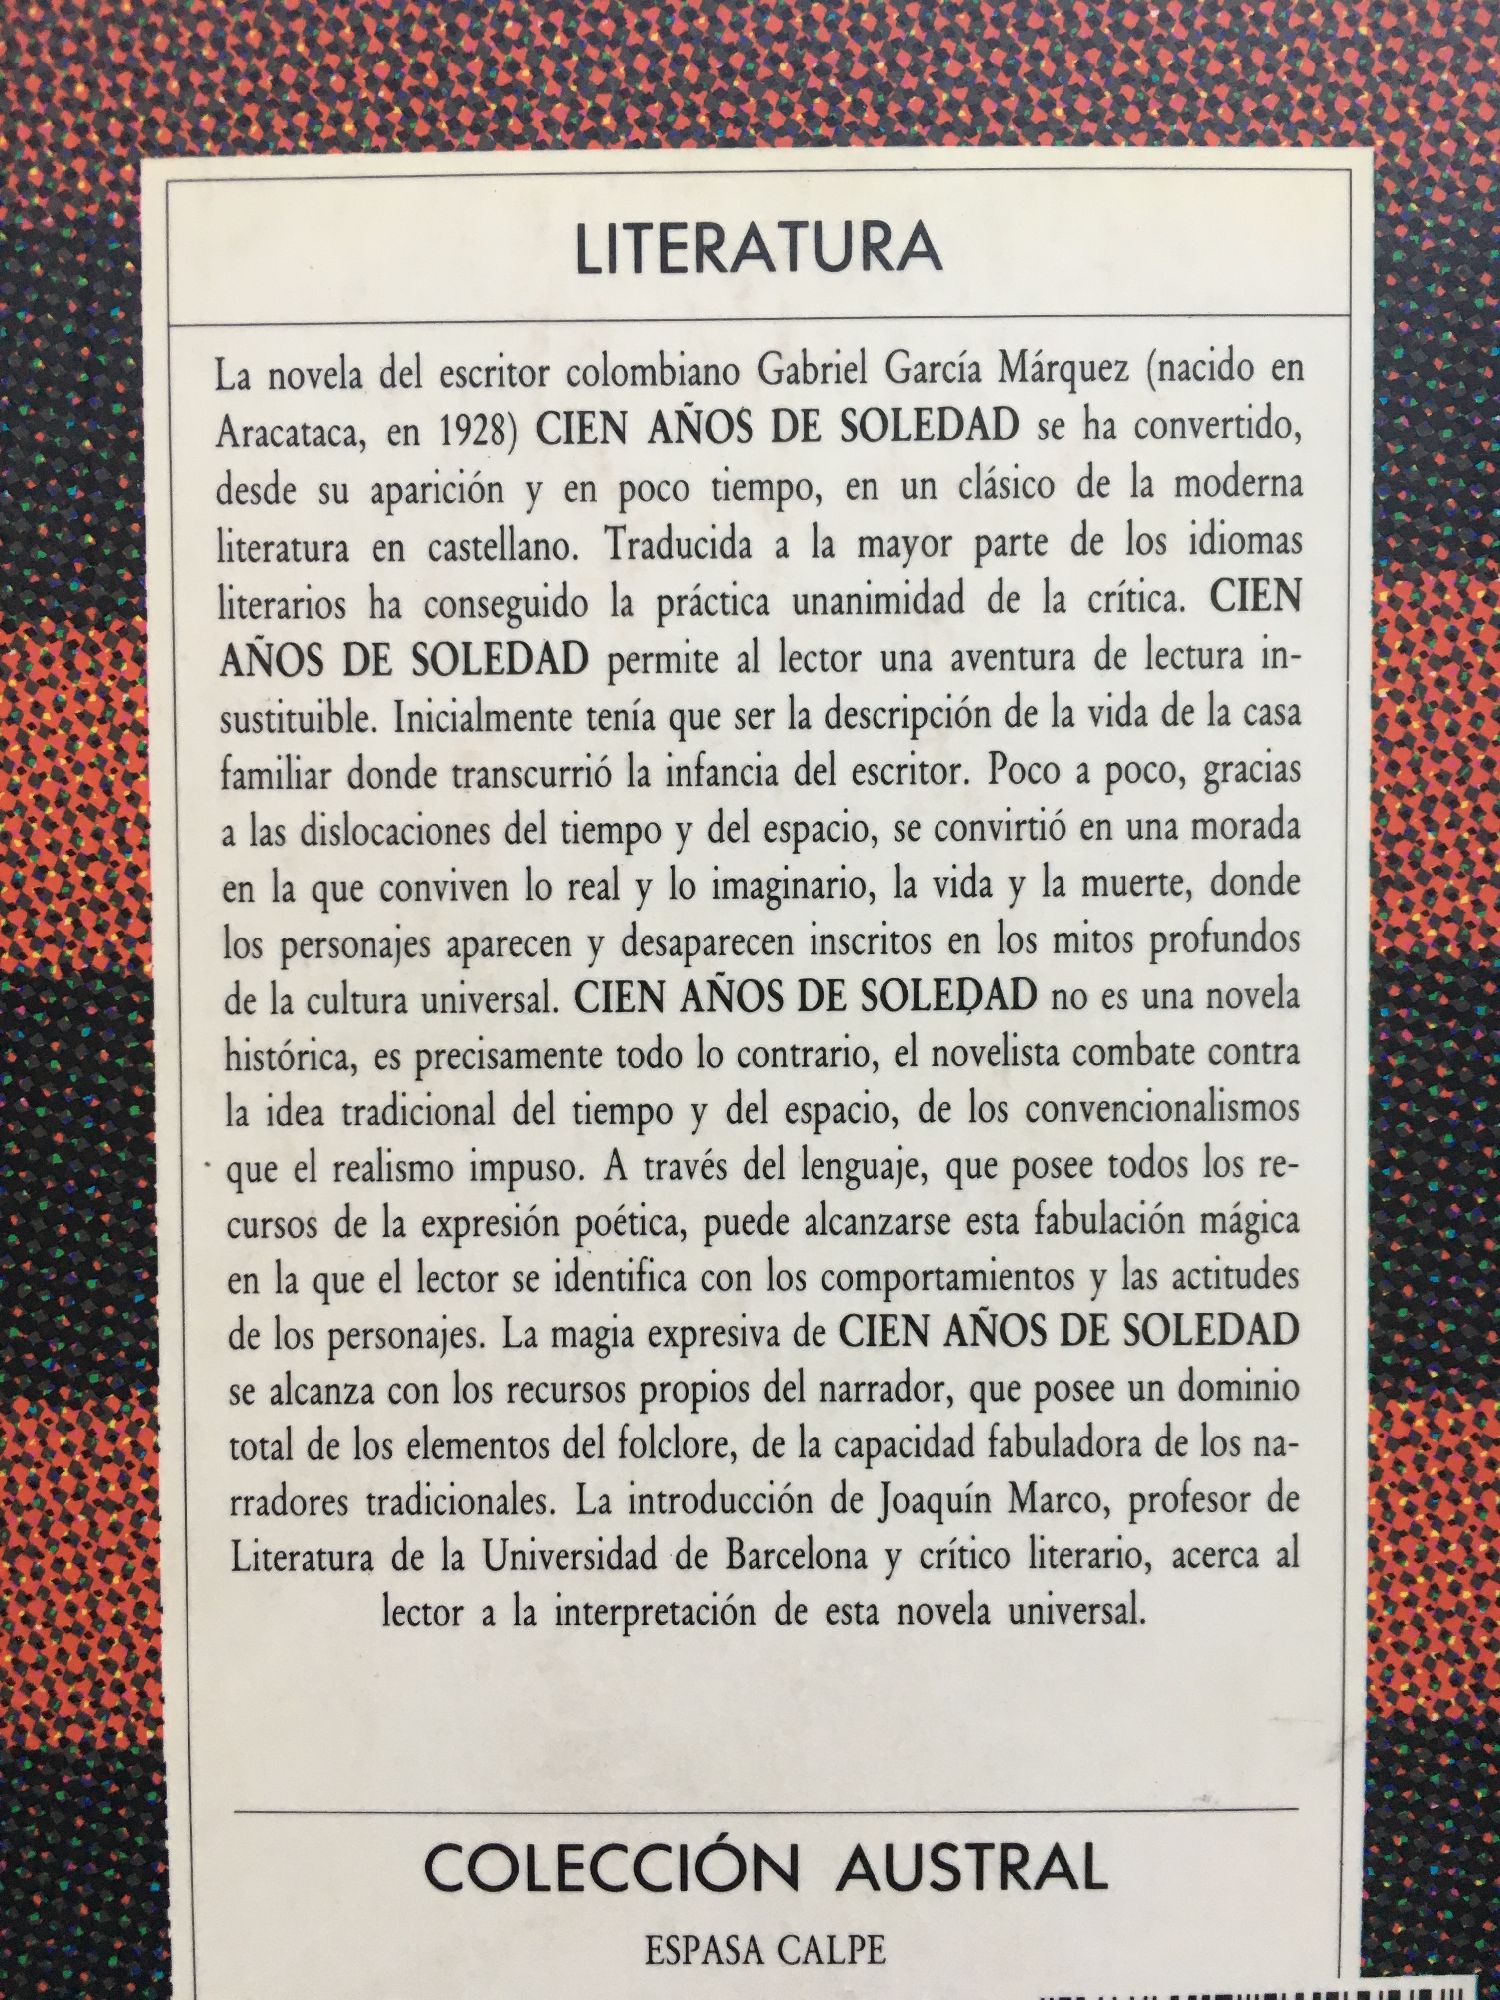 LITERATURA
La novela del escritor colombiano Gabriel García Márquez (nacido en
Aracataca, en 1928) CIEN AÑOS DE SOLEDAD se ha convertido,
desde su aparición y en poco tiempo, en un clásico de la moderna
literatura en castellano. Traducida a la mayor parte de los idiomas
literarios ha conseguido la práctica unanimidad de la crítica. CIEN
AÑOS DE SOLEDAD permite al lector una aventura de lectura in-
sustituible. Inicialmente tenía que ser la descripción de la vida de la casa
familiar donde transcurrió la infancia del escritor. Poco a poco, gracias
a las dislocaciones del tiempo y del espacio, se convirtió en una morada
en la que conviven lo real y lo imaginario, la vida y la muerte, donde
los personajes aparecen y desaparecen inscritos en los mitos profundos
de la cultura universal. CIEN AÑOS DE SOLEDAD no es una novela
histórica, es precisamente todo lo contrario, el novelista combate contra
la idea tradicional del tiempo y del espacio, de los convencionalismos
que el realismo impuso. A través del lenguaje, que posee todos los re-
cursos de la expresión poética, puede alcanzarse esta fabulación mágica
en la que el lector se identifica con los comportamientos y las actitudes
de los personajes. La magia expresiva de CIEN AÑOS DE SOLEDAD
se alcanza con los recursos propios del narrador, que posee un dominio
total de los elementos del folclore, de la capacidad fabuladora de los na-
rradores tradicionales. La introducción de Joaquín Marco, profesor de
Literatura de la Universidad de Barcelona y crítico literario, acerca al
lector a la interpretación de esta novela universal.
COLECCIÓN AUSTRAL
ESPASA CALPE